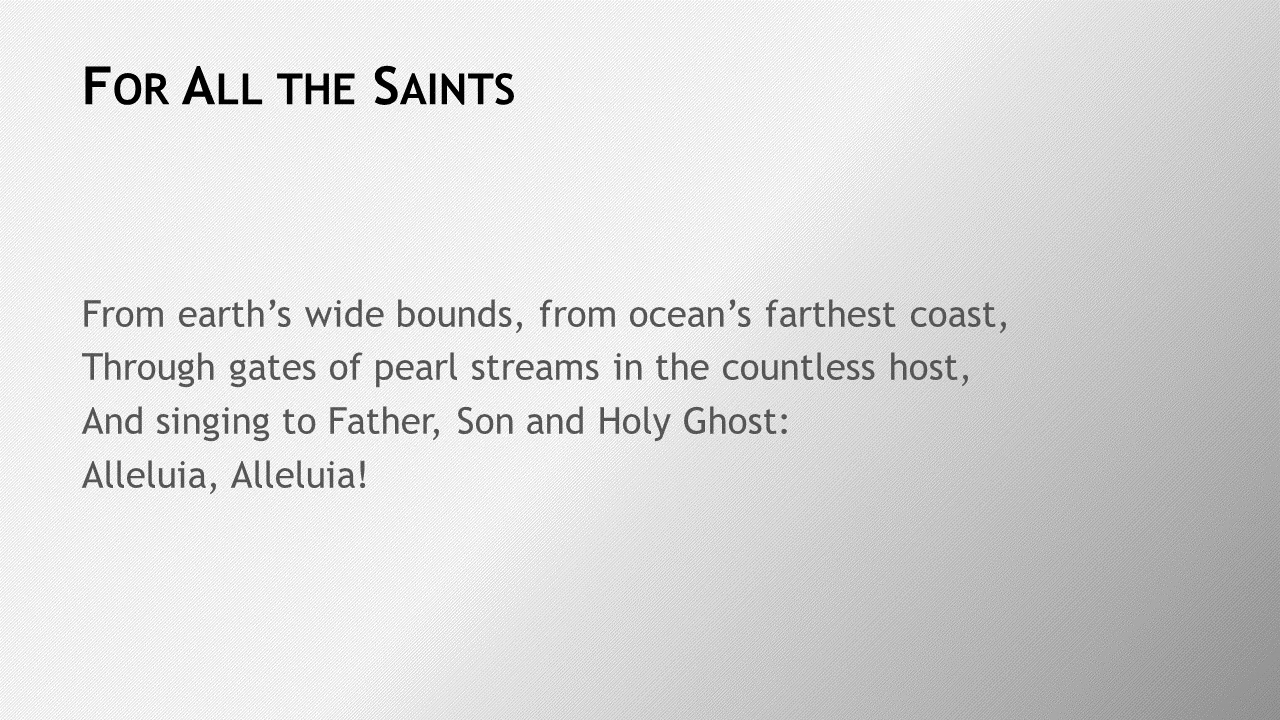 For All the Saints
From earth’s wide bounds, from ocean’s farthest coast,
Through gates of pearl streams in the countless host,
And singing to Father, Son and Holy Ghost:
Alleluia, Alleluia!